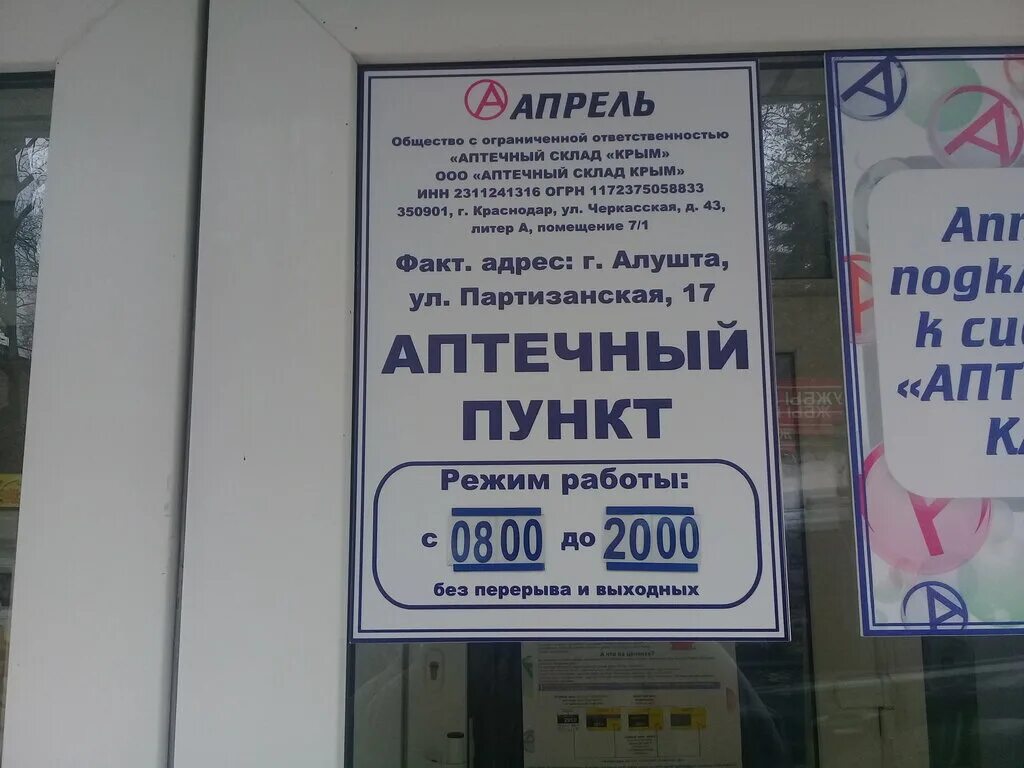 АПРЕЛЬ
Общество с ограниченной ответственностью
«АПТЕЧНЫЙ СКЛАД «КРЫМ»
ООО «АПТЕЧНЫЙ СКЛАД КРЫМ»
ИНН 2311241316 ОГРН 1172375058833
350901, г. Краснодар, ул. Черкасская, д. 43,
литер А, помещение 7/1
Факт. адрес: г. Алушта,
ул. Партизанская, 17
АПТЕЧНЫЙ
ПУНКТ
Режим работы:
с 0800 до 2000
без перерыва и выходных
к
«АПТ